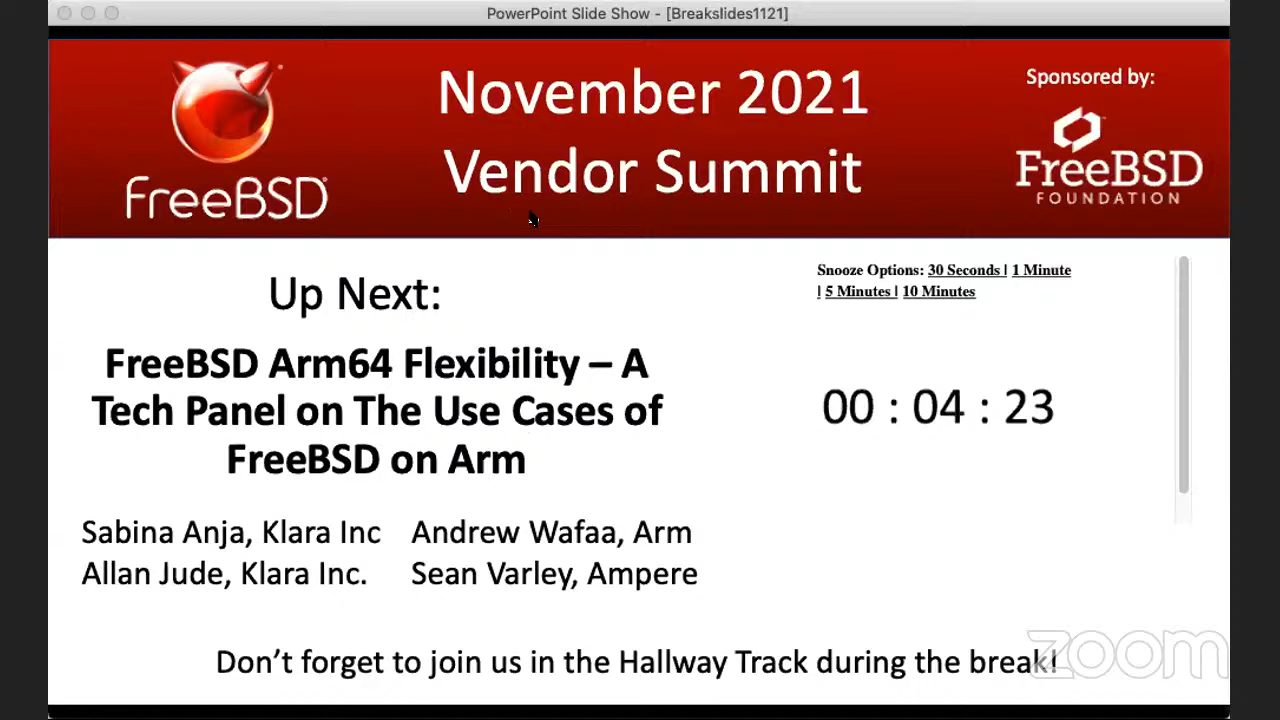 PowerPoint Slide Show - [Breakslides1121]
FreeBSD
November 2021
Vendor Summit
Sponsored by:
FreeBSD
FOUNDATION
Up Next:
FreeBSD Arm64 Flexibility – A
Tech Panel on The Use Cases of
FreeBSD on Arm
Sabina Anja, Klara Inc Andrew Wafaa, Arm
Allan Jude, Klara Inc. Sean Varley, Ampere
Snooze Options: 30 Seconds | 1 Minute
| 5 Minutes | 10 Minutes
00 : 04 : 23
Don’t forget to join us in the Hallway Track during the break!
zoom